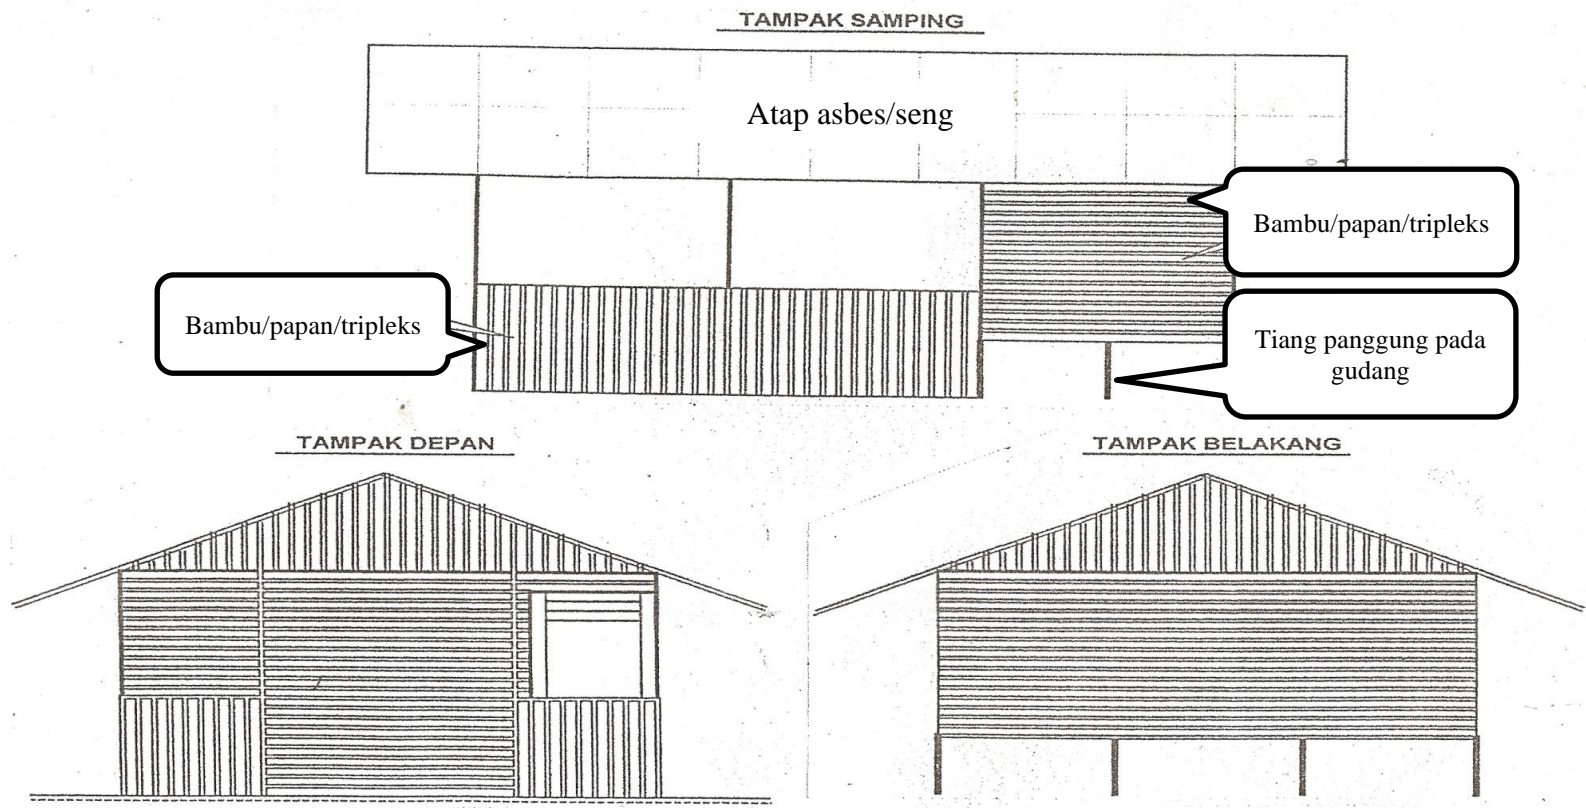 TAMPAK SAMPING
Atap asbes/seng
Bambu/papan/tripleks
Bambu/papan/tripleks
Tiang panggung pada
gudang
TAMPAK DEPAN
TAMPAK BELAKANG